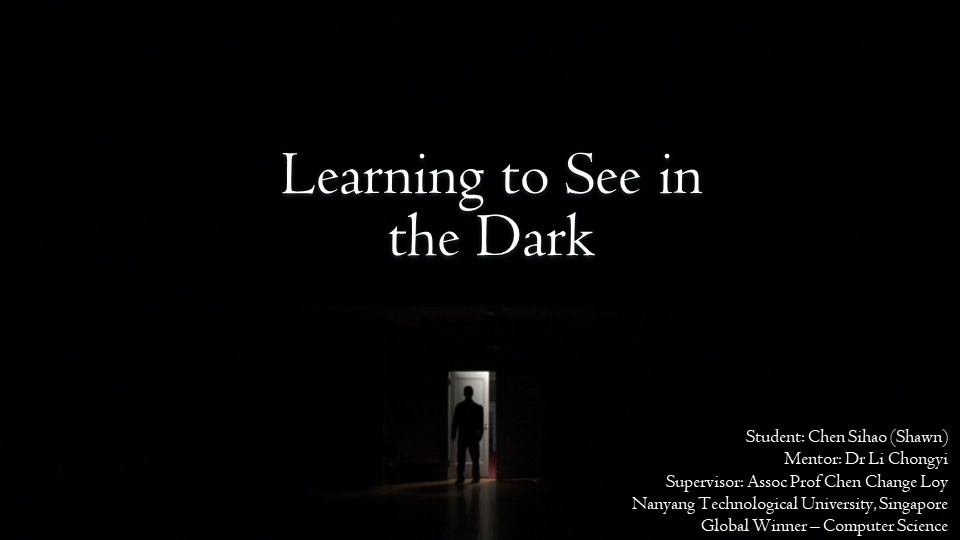 Learning to See in
the Dark
Student: Chen Sihao (Shawn)
Mentor: Dr Li Chongyi
Supervisor: Assoc Prof Chen Change Loy
Nanyang Technological University, Singapore
Global Winner – Computer Science